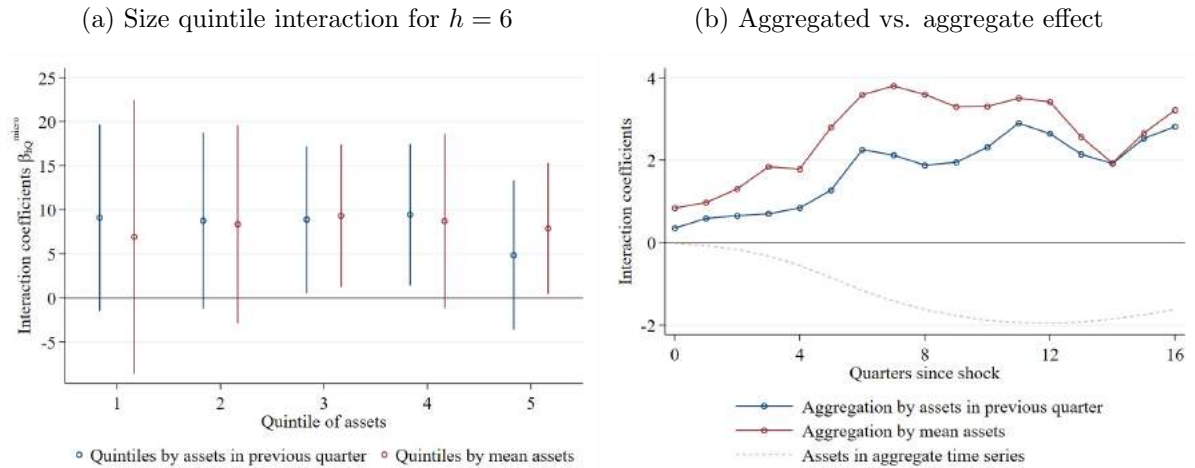 (a) Size quintile interaction for h = 6
Interaction coefficients β_hQ^micro
25
20
15
10
5
0
-5
1 2 3 4 5
Quintile of assets
Quintiles by assets in previous quarter Quintiles by mean assets
(b) Aggregated vs. aggregate effect
Interaction coefficients
4
2
0
-2
0 4 8 12 16
Quarters since shock
Aggregation by assets in previous quarter
Aggregation by mean assets
Assets in aggregate time series